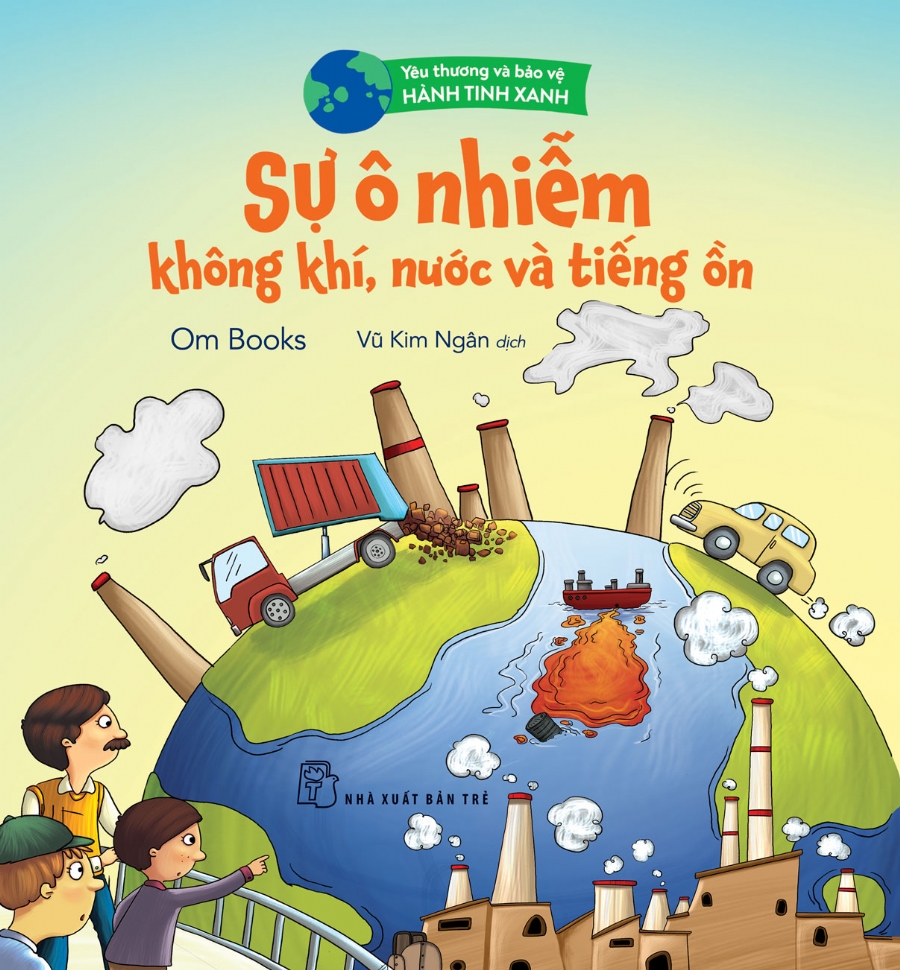 Yêu thương và bảo vệ
HÀNH TINH XANH
Sự ô nhiễm
không khí, nước và tiếng ồn
Om Books Vũ Kim Ngân dịch
NHÀ XUẤT BẢN TRẺ